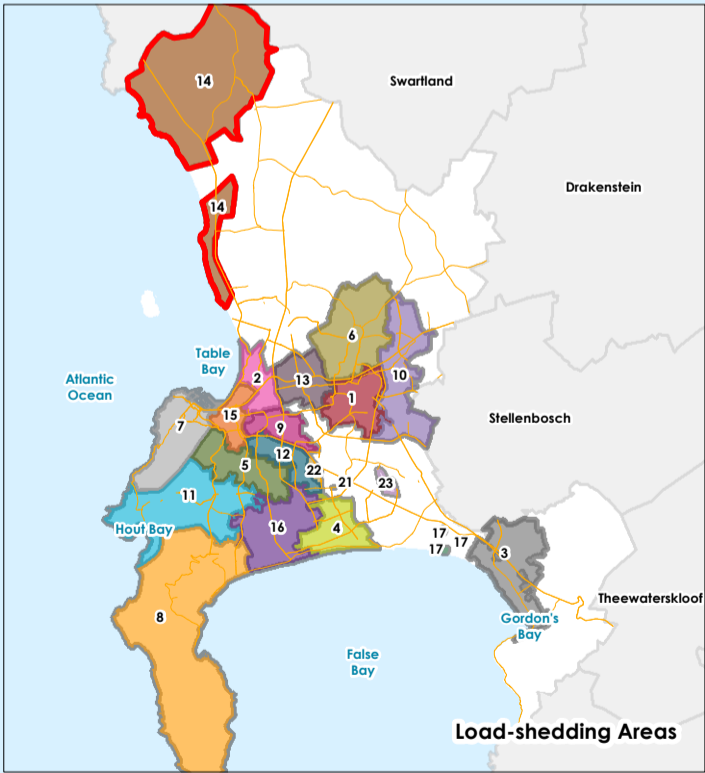 14
Swartland
Drakenstein
14
6
Table
Bay
2
13
10
Atlantic
Ocean
1
15
7
9
Stellenbosch
12
5
22
21
23
11
16
4
Hout Bay
17
17
17
3
Theewaterskloof
8
Gordon's
Bay
False
Bay
Load-shedding Areas